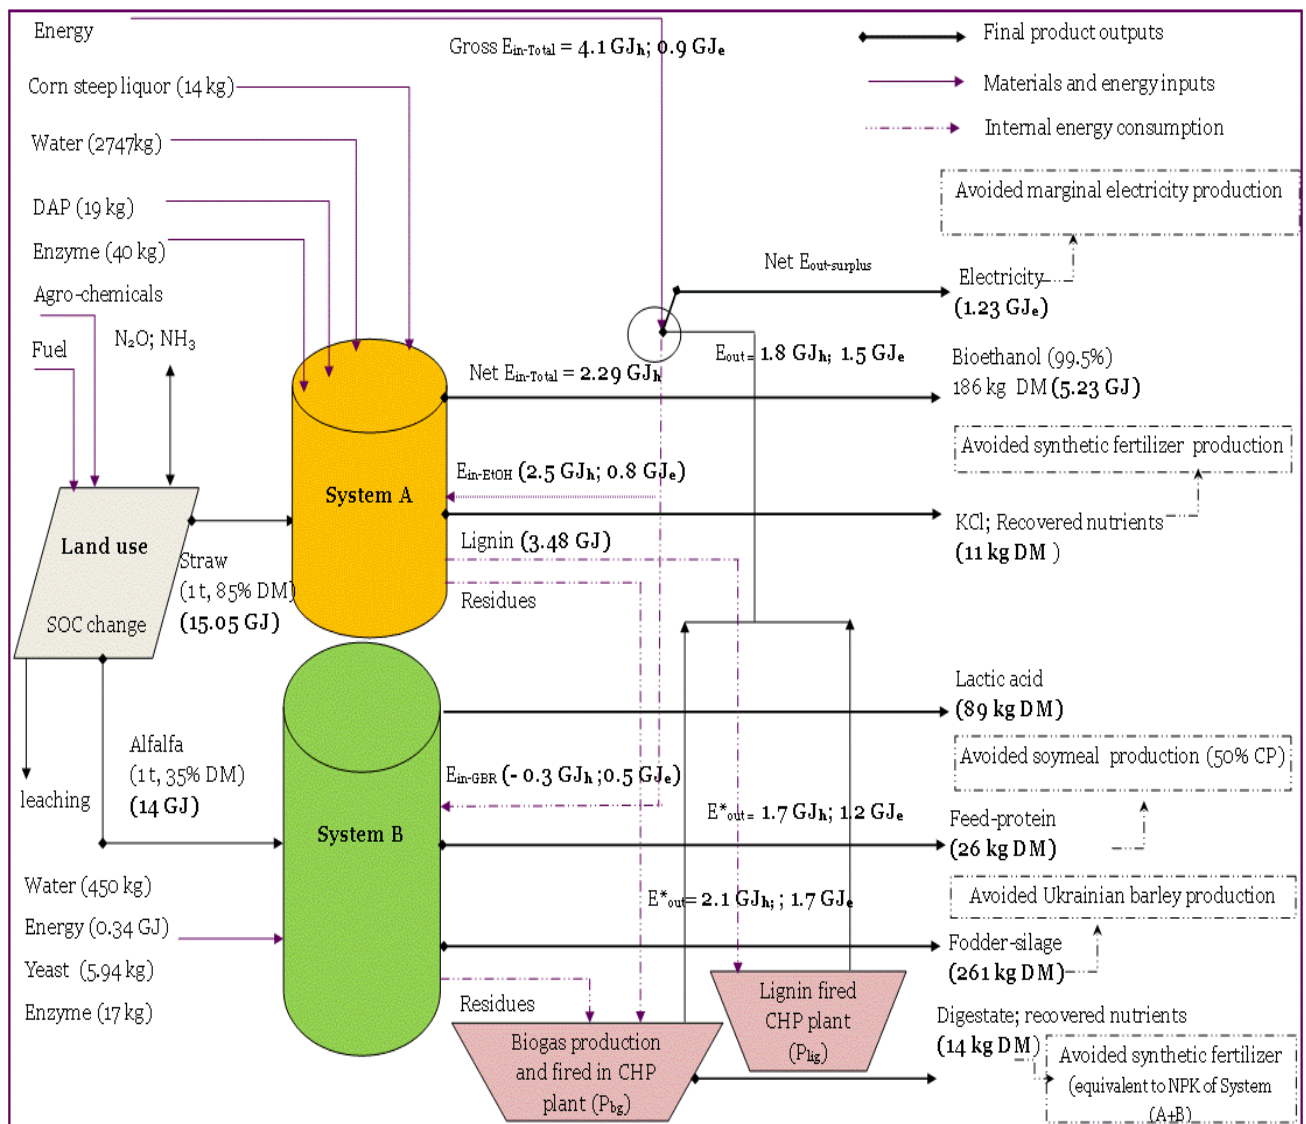 Energy
Gross Ein-Total = 4.1 GJh; 0.9 GJe
Final product outputs
Materials and energy inputs
Internal energy consumption
Corn steep liquor (14 kg)
Water (2747kg)
DAP (19 kg)
Enzyme (40 kg)
Agro-chemicals
Fuel
N2O; NH3
Avoided marginal electricity production
Net Eout-surplus
Electricity
(1.23 GJe)
Eout= 1.8 GJh; 1.5 GJe
Net Ein-Total = 2.29 GJh
Bioethanol (99.5%)
186 kg DM (5.23 GJ)
Avoided synthetic fertilizer production
Ein-EtOH (2.5 GJh; 0.8 GJe)
System A
KCl; Recovered nutrients
(11 kg DM )
Lignin (3.48 GJ)
Residues
Land use
SOC change
Straw
(1t, 85% DM)
(15.05 GJ)
Lactic acid
(89 kg DM)
Alfalfa
(1t, 35% DM)
(14 GJ)
leaching
Avoided soymeal production (50% CP)
Ein-GBR (- 0.3 GJh ;0.5 GJe)
System B
E*out= 1.7 GJh; 1.2 GJe
Feed-protein
(26 kg DM)
Avoided Ukrainian barley production
E*out= 2.1 GJh; ; 1.7 GJe
Water (450 kg)
Energy (0.34 GJ)
Yeast (5.94 kg)
Enzyme (17 kg)
Fodder-silage
(261 kg DM)
Residues
Lignin fired
CHP plant
(Plig)
Biogas production
and fired in CHP
plant (Pbg)
Digestate; recovered nutrients
(14 kg DM)
Avoided synthetic fertilizer
(equivalent to NPK of System
(A+B)